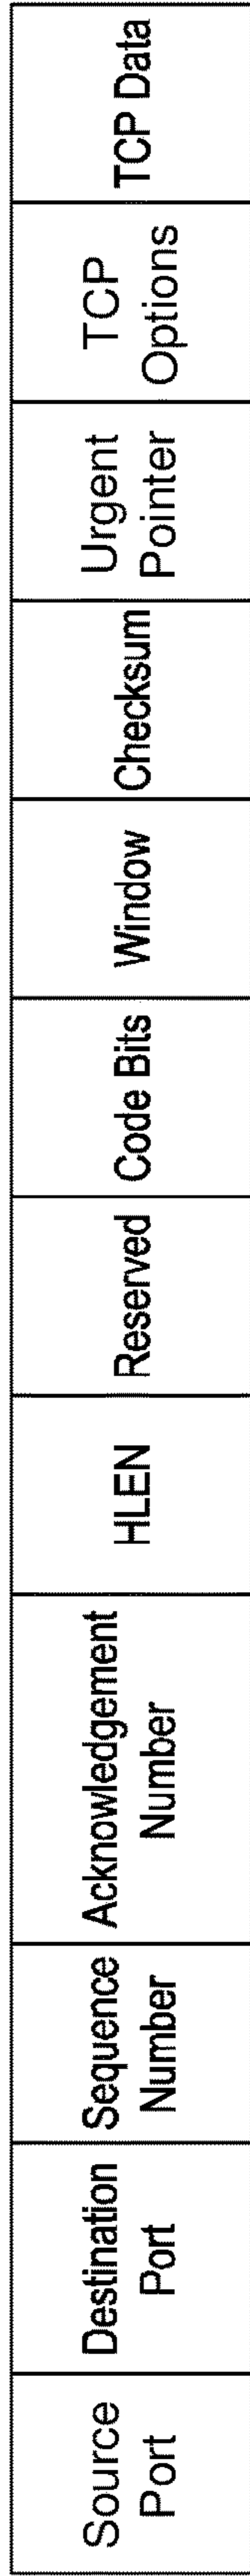 Source
Port
Destination
Port
Sequence
Number
Acknowledgement
Number
HLEN
Reserved
Code Bits
Window
Checksum
Urgent
Pointer
TCP
Options
TCP Data